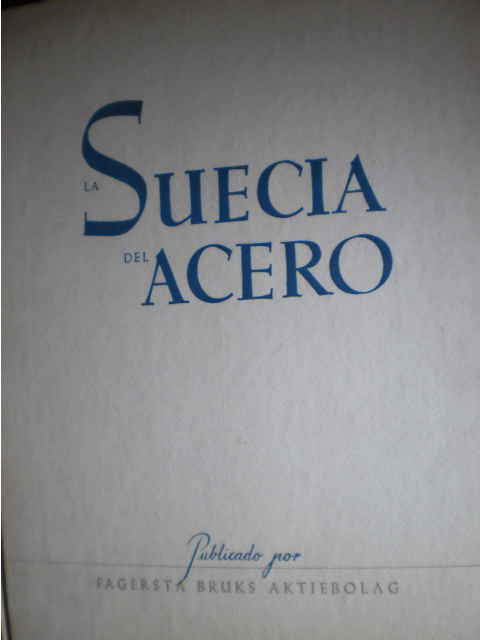 LA SUECIA
DEL ACERO
Publicado por
FAGERSTA BRUKS AKTIEBOLAG